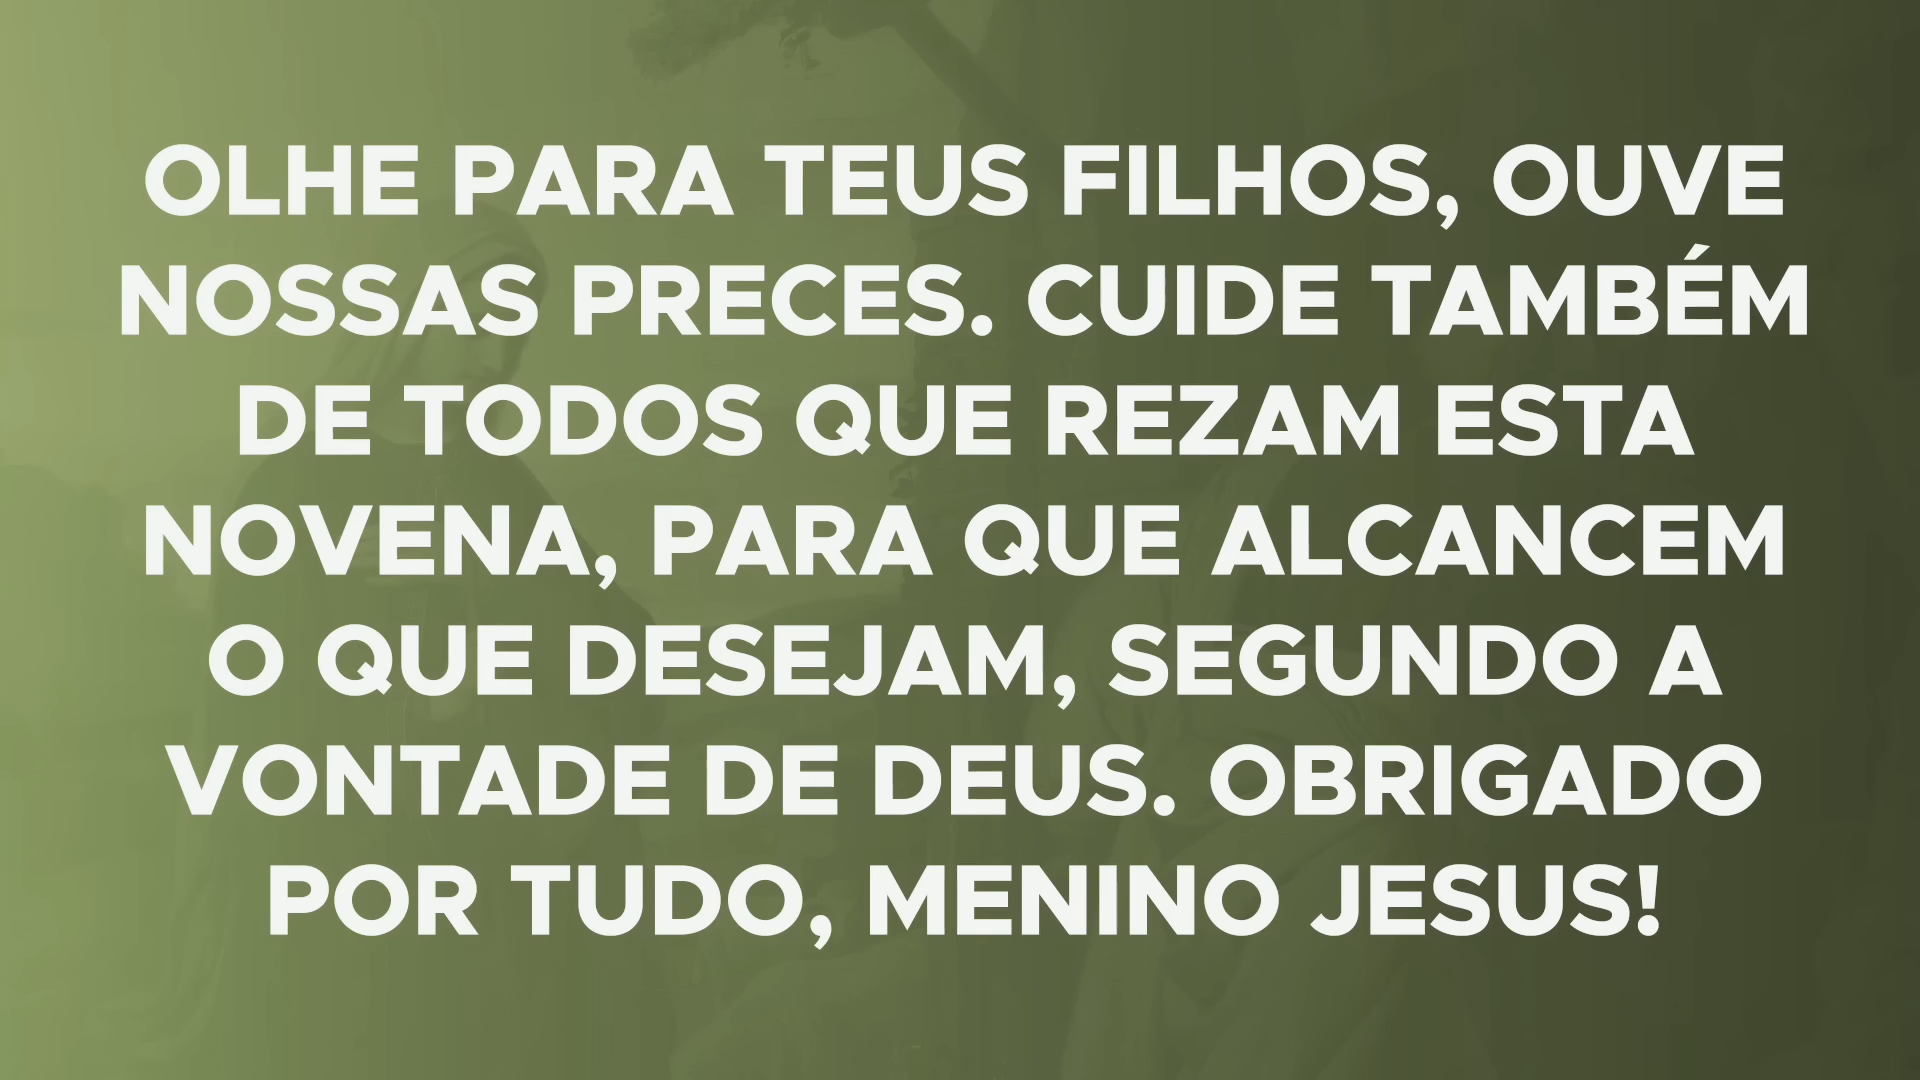 OLHE PARA TEUS FILHOS, OUVE
NOSSAS PRECES. CUIDE TAMBÉM
DE TODOS QUE REZAM ESTA
NOVENA, PARA QUE ALCANCEM
O QUE DESEJAM, SEGUNDO A
VONTADE DE DEUS. OBRIGADO
POR TUDO, MENINO JESUS!